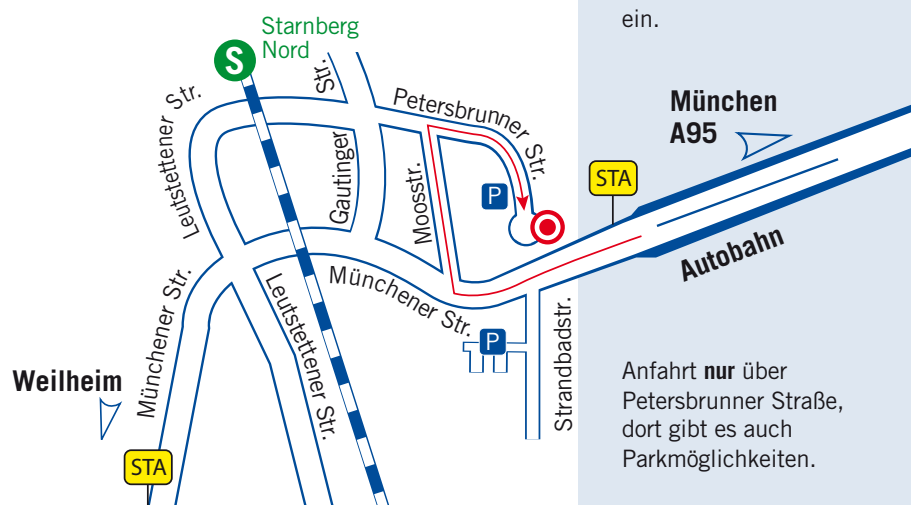 ein.
Starnberg
Nord
S
Str.
Leutstettener Str.
Petersbrunner Str.
München
A95
Gautinger
Moosstr.
P
STA
Autobahn
Münchener Str.
Münchener Str.
Leutstettener Str.
P
Strandbadstr.
Weilheim
STA
Anfahrt nur über
Petersbrunner Straße,
dort gibt es auch
Parkmöglichkeiten.